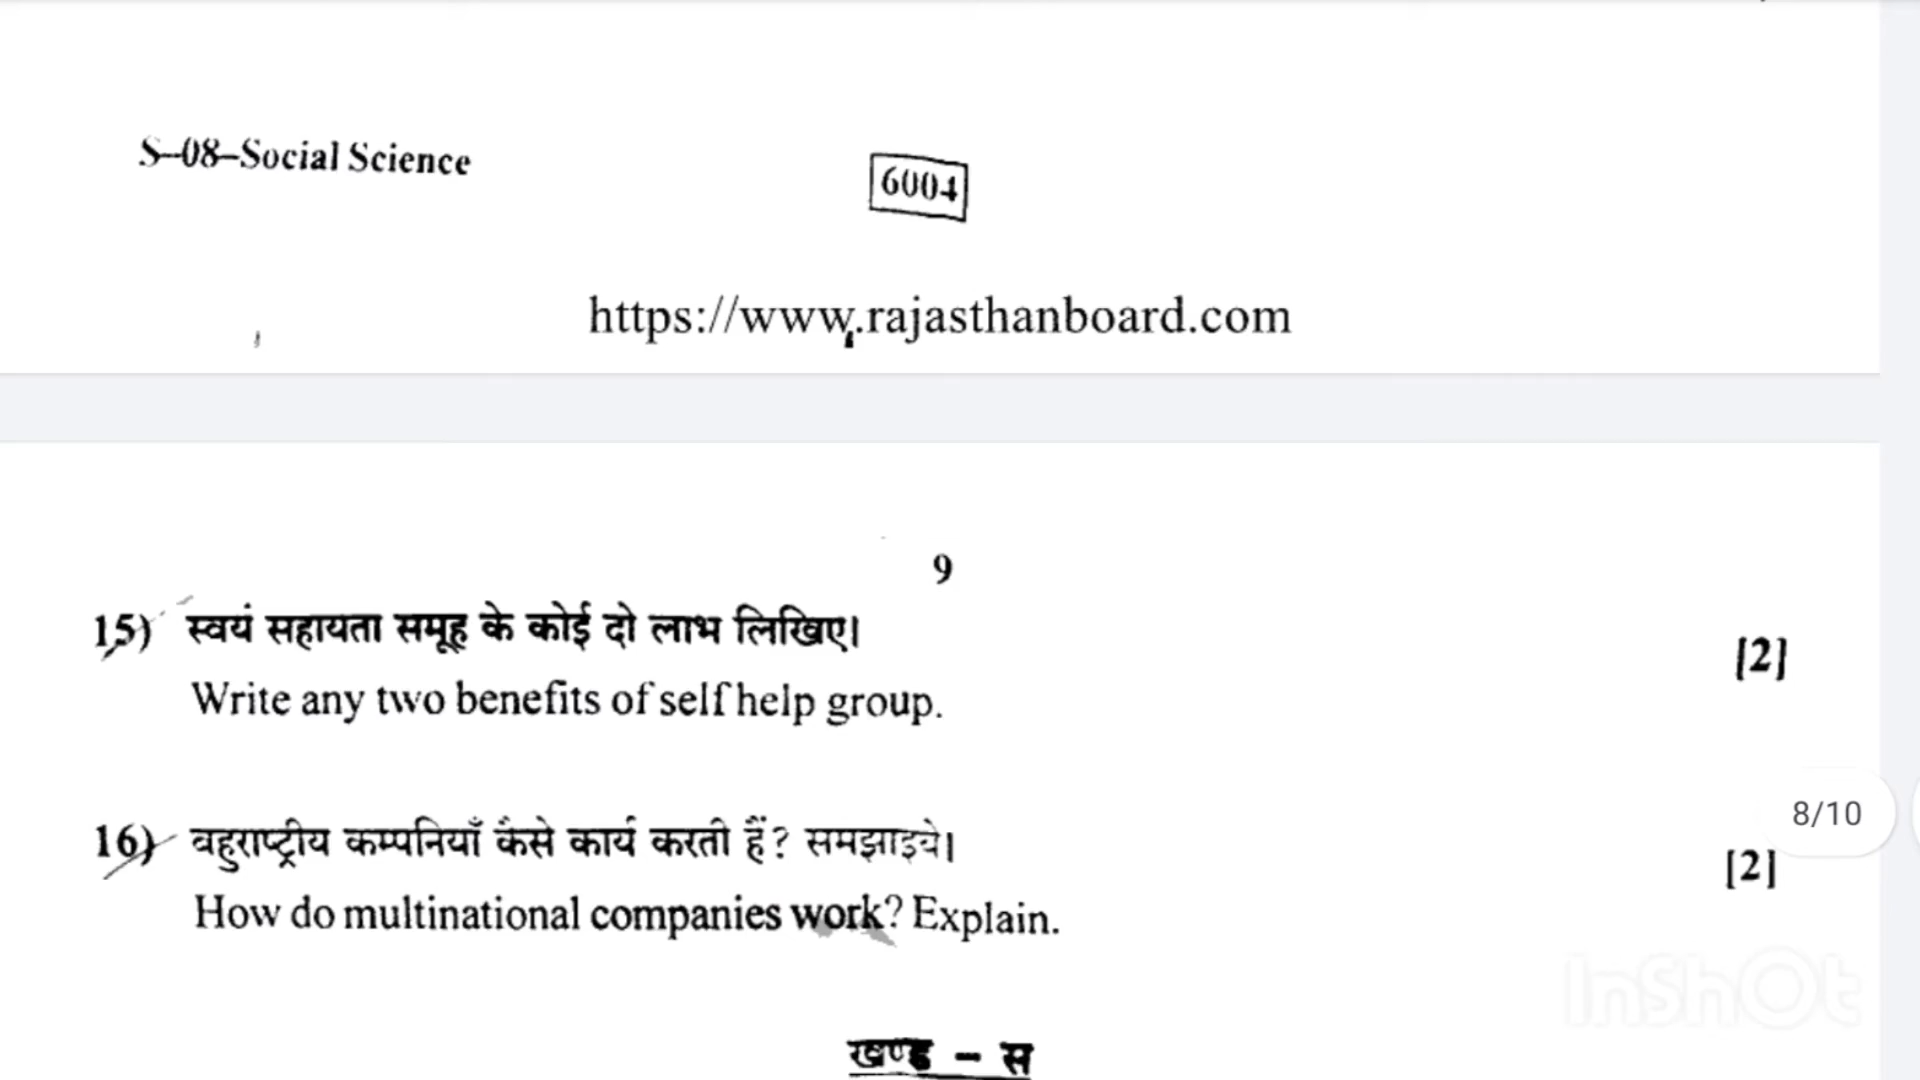 S-08-Social Science
6004
https://www.rajasthanboard.com
9
15) स्वयं सहायता समूह के कोई दो लाभ लिखिए। [2]
Write any two benefits of self help group.
8/10
16) वहुराष्ट्रीय कम्पनियाँ कैसे कार्य करती हैं? समझाइये। [2]
How do multinational companies work? Explain.
InShOt
खण्ड - स